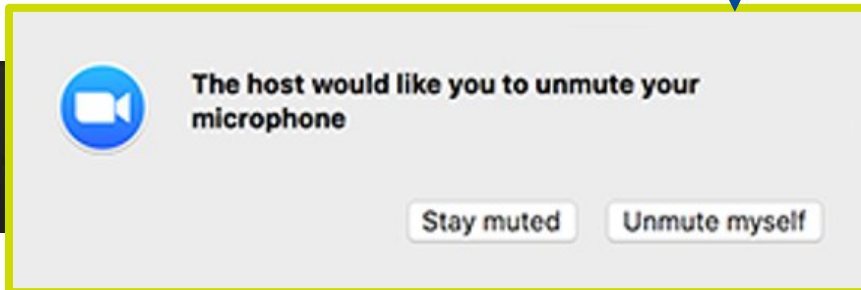 The host would like you to unmute your
microphone
Stay muted
Unmute myself